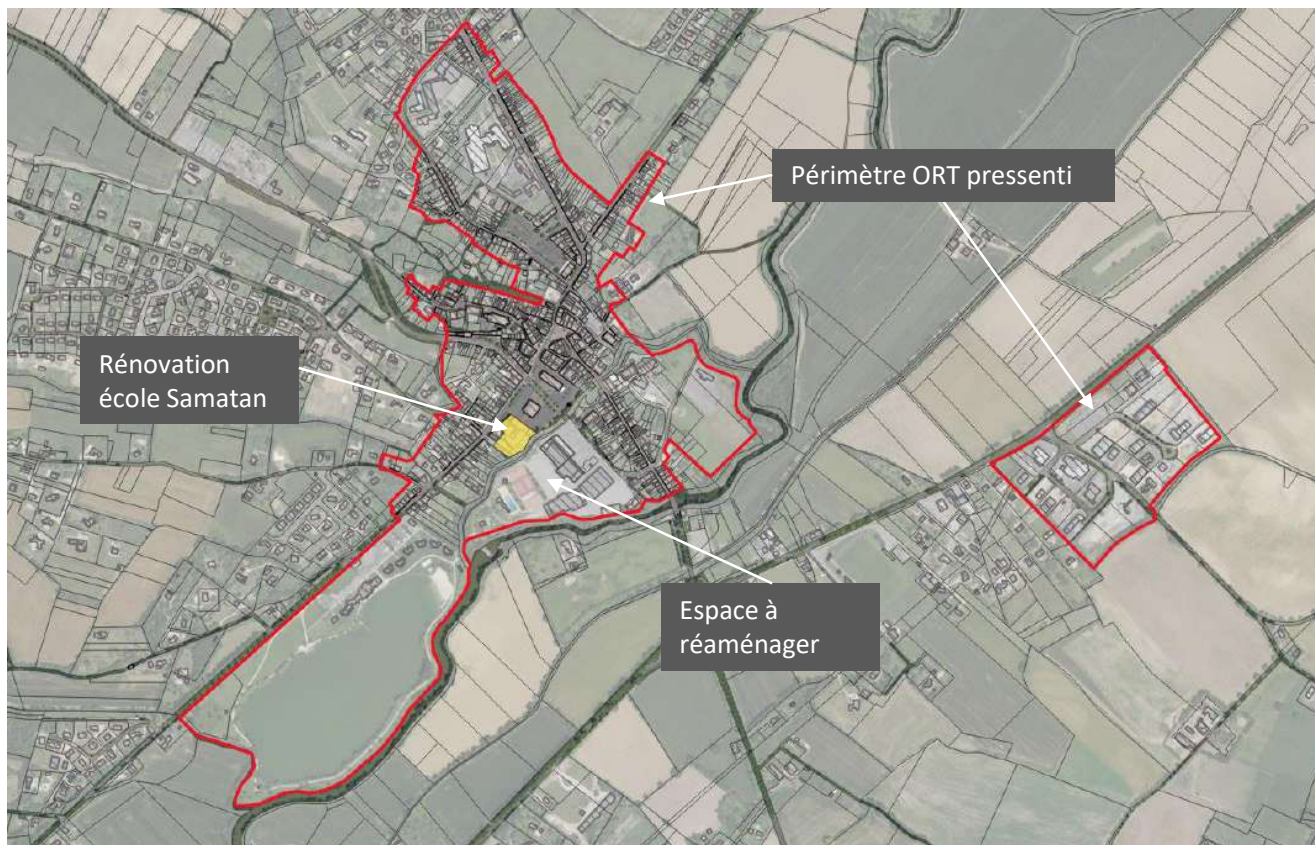 Périmètre ORT pressenti
Rénovation
école Samatan
Espace à
réaménager